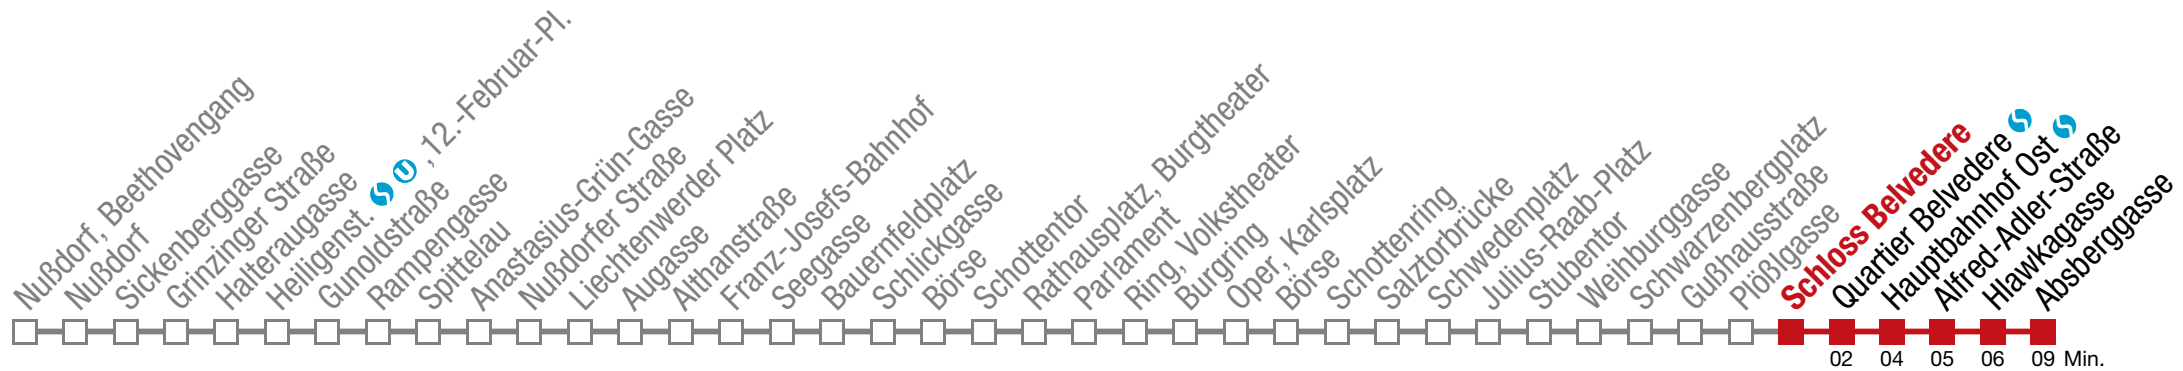 Nußdorf, Beethovengang
Nußdorf
Sickenberggasse
Grinzinger Straße
Halteraugasse
Heiligenst. S U , 12.-Februar-Pl.
Gunoldstraße
Rampengasse
Spittelau
Anastasius-Grün-Gasse
Nußdorfer Straße
Liechtenwerder Platz
Augasse
Althanstraße
Franz-Josefs-Bahnhof
Seegasse
Bauernfeldplatz
Schlickgasse
Börse
Schottentor
Rathausplatz, Burgtheater
Parlament
Ring, Volkstheater
Burgring
Oper, Karlsplatz
Börse
Schottenring
Salztorbrücke
Schwedenplatz
Julius-Raab-Platz
Stubentor
Weihburggasse
Schwarzenbergplatz
Gußhausstraße
Plößlgasse
Schloss Belvedere
Quartier Belvedere S
Hauptbahnhof Ost S
Alfred-Adler-Straße
Hlawkagasse
Absberggasse
02 04 05 06 09 Min.